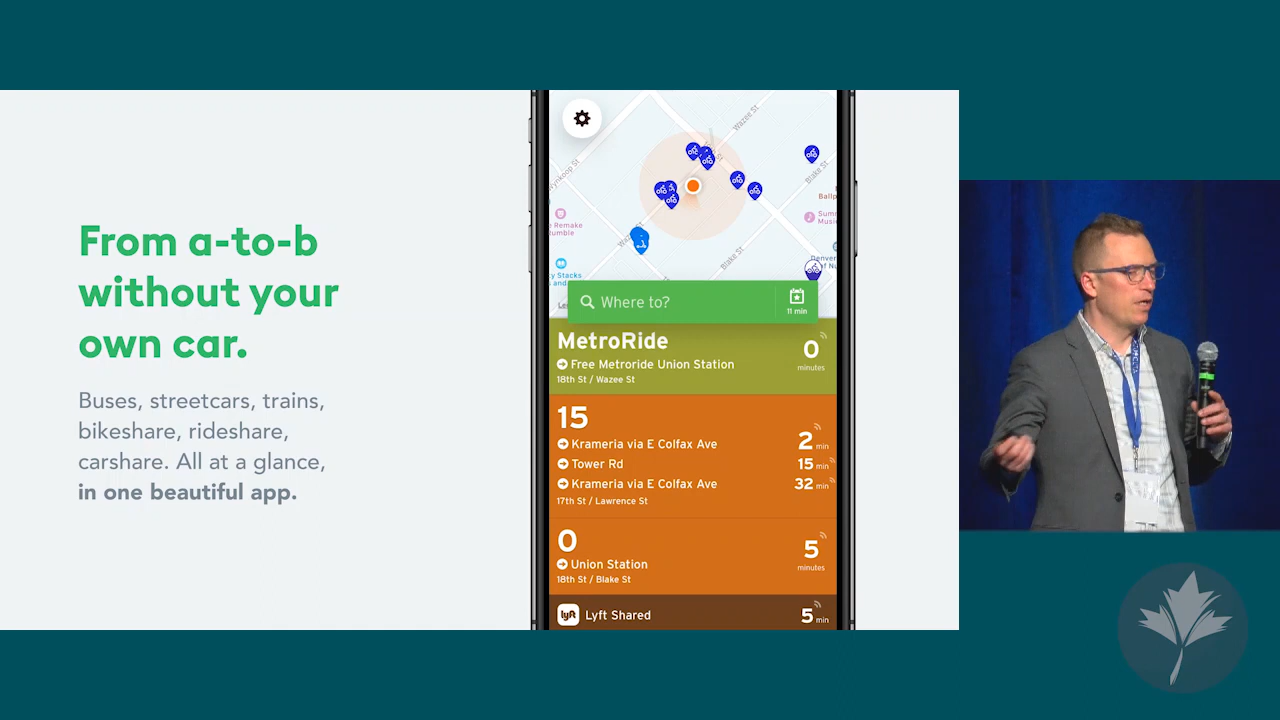 From a-to-b
without your
own car.
Buses, streetcars, trains,
bikeshare, rideshare,
carshare. All at a glance,
in one beautiful app.
Wazee St
Blake St
Blake St
Where to?
11 min
MetroRide
Free Metroride Union Station
18th St / Wazee St
0
minutes
15
Krameria via E Colfax Ave
2 min
Tower Rd
15 min
Krameria via E Colfax Ave
32 min
17th St / Lawrence St
0
Union Station
18th St / Blake St
5
minutes
lyft
Lyft Shared
5 min